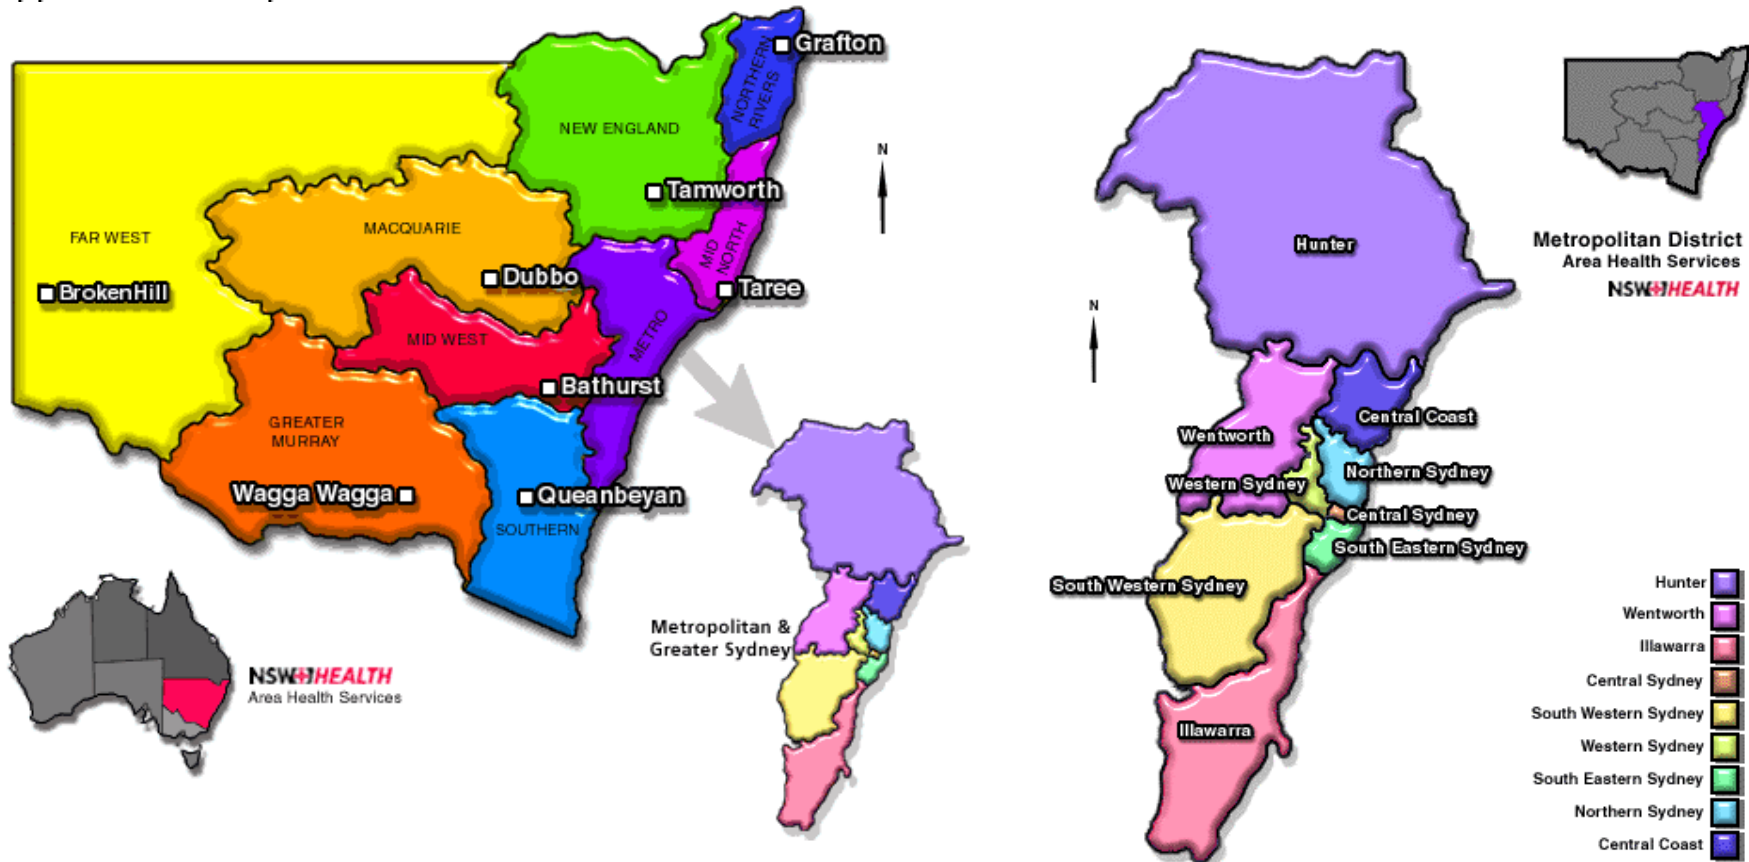 Grafton
NORTHERN
RIVERS
NEW ENGLAND
N
Tamworth
MACQUARIE
FAR WEST
MID
NORTH
Dubbo
BrokenHill
Taree
MID WEST
METRO
Bathurst
GREATER
MURRAY
Wagga Wagga
Queanbeyan
SOUTHERN
Metropolitan &
Greater Sydney
NSW HEALTH
Area Health Services
Hunter
Metropolitan District
Area Health Services
NSW HEALTH
N
Central Coast
Wentworth
Northern Sydney
Western Sydney
Central Sydney
South Eastern Sydney
South Western Sydney
Illawarra
Hunter
Wentworth
Illawarra
Central Sydney
South Western Sydney
Western Sydney
South Eastern Sydney
Northern Sydney
Central Coast